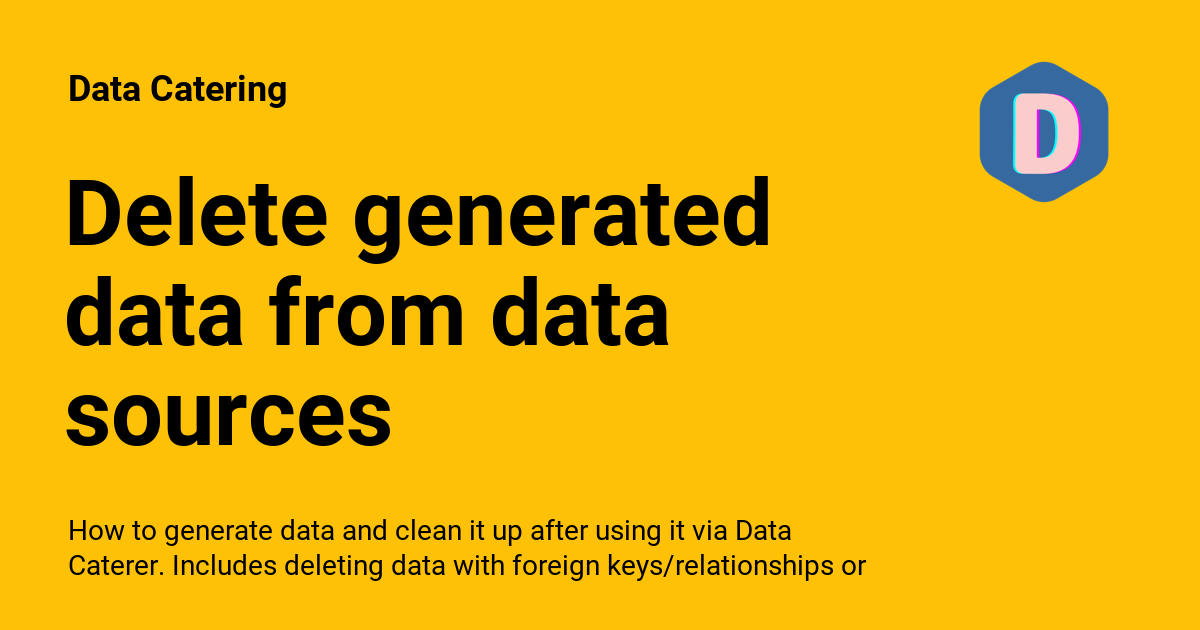 Data Catering
D
Delete generated
data from data
sources
How to generate data and clean it up after using it via Data
Caterer. Includes deleting data with foreign keys/relationships or